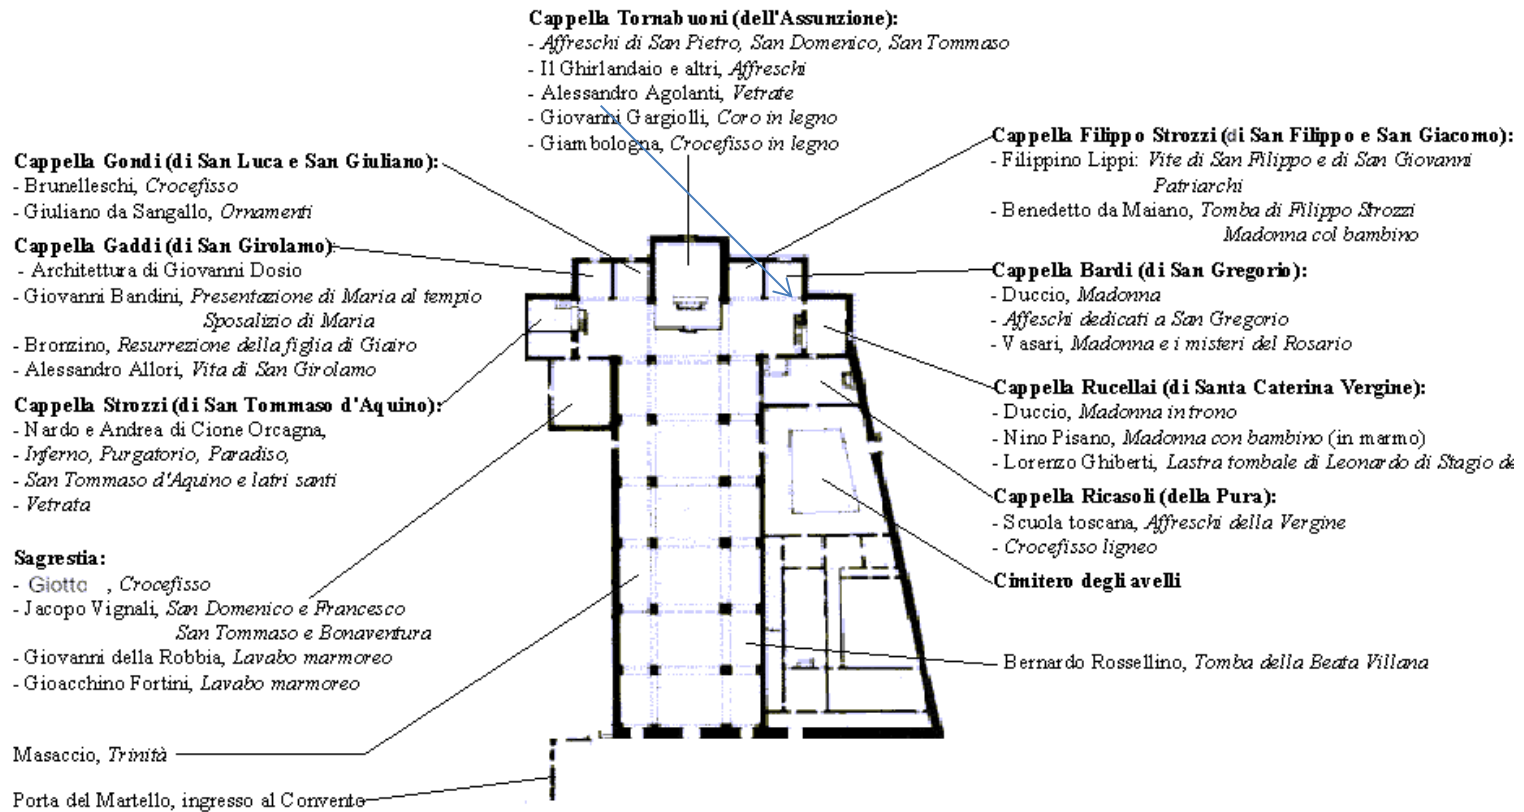 Cappella Tornabuoni (dell'Assunzione):
- Affreschi di San Pietro, San Domenico, San Tommaso
- Il Ghirlandaio e altri, Affreschi
- Alessandro Agolanti, Vetrate
- Giovanni Gargiolli, Coro in legno
- Giambologna, Crocefisso in legno
Cappella Gondi (di San Luca e San Giuliano):
- Brunelleschi, Crocefisso
- Giuliano da Sangallo, Ornamenti
Cappella Gaddi (di San Girolamo):
- Architettura di Giovanni Dosio
- Giovanni Bandini, Presentazione di Maria al tempio
Sposalizio di Maria
- Bronzino, Resurrezione della figlia di Giairo
- Alessandro Allori, Vita di San Girolamo
Cappella Strozzi (di San Tommaso d'Aquino):
- Nardo e Andrea di Cione Orcagna,
- Inferno, Purgatorio, Paradiso,
- San Tommaso d'Aquino e latri santi
- Vetrata
Sagrestia:
- Giotto , Crocefisso
- Jacopo Vignali, San Domenico e Francesco
San Tommaso e Bonaventura
- Giovanni della Robbia, Lavabo marmoreo
- Gioacchino Fortini, Lavabo marmoreo
Masaccio, Trinità
Porta del Martello, ingresso al Convento
Cappella Filippo Strozzi (di San Filippo e San Giacomo):
- Filippino Lippi: Vite di San Filippo e di San Giovanni
Patriarchi
- Benedetto da Maiano, Tomba di Filippo Strozzi
Madonna col bambino
Cappella Bardi (di San Gregorio):
- Duccio, Madonna
- Affeschi dedicati a San Gregorio
- Vasari, Madonna e i misteri del Rosario
Cappella Rucellai (di Santa Caterina Vergine):
- Duccio, Madonna in trono
- Nino Pisano, Madonna con bambino (in marmo)
- Lorenzo Ghiberti, Lastra tombale di Leonardo di Stagio de
Cappella Ricasoli (della Pura):
- Scuola toscana, Affreschi della Vergine
- Crocefisso ligneo
Cimitero degli avelli
Bernardo Rossellino, Tomba della Beata Villana